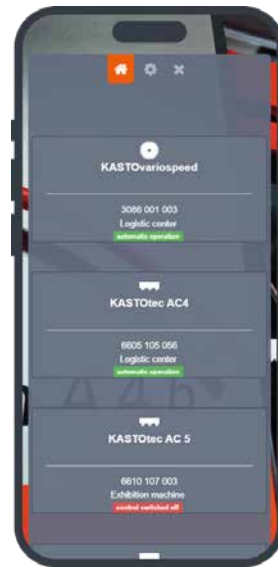 KASTOvariospeed
3086 001 003
Logistic center
automatic operation
KASTOtec AC4
6605 105 056
Logistic center
automatic operation
A46
KASTOtec AC 5
6610 107 003
Exhibition machine
control switched off